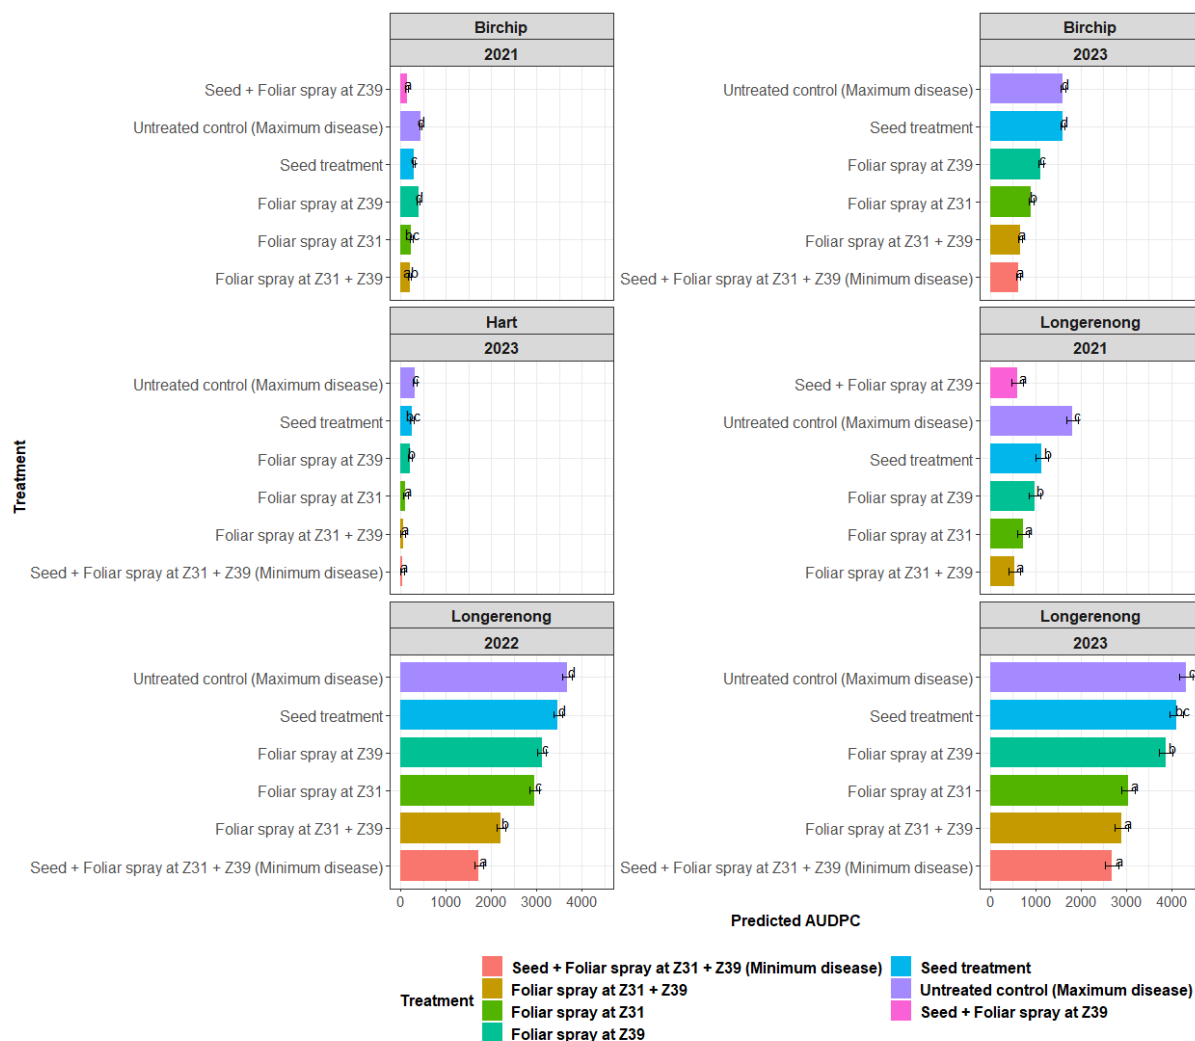 Birchip
2021
Seed + Foliar spray at Z39
a
Untreated control (Maximum disease)
d
Seed treatment
c
Foliar spray at Z39
d
Foliar spray at Z31
bc
Foliar spray at Z31 + Z39
ab
Birchip
2023
Untreated control (Maximum disease)
d
Seed treatment
d
Foliar spray at Z39
c
Foliar spray at Z31
b
Foliar spray at Z31 + Z39
a
Seed + Foliar spray at Z31 + Z39 (Minimum disease)
a
Hart
2023
Untreated control (Maximum disease)
c
Seed treatment
bc
Foliar spray at Z39
b
Foliar spray at Z31
a
Foliar spray at Z31 + Z39
a
Seed + Foliar spray at Z31 + Z39 (Minimum disease)
a
Longerenong
2021
Seed + Foliar spray at Z39
a
Untreated control (Maximum disease)
c
Seed treatment
b
Foliar spray at Z39
b
Foliar spray at Z31
a
Foliar spray at Z31 + Z39
a
Longerenong
2022
Untreated control (Maximum disease)
d
Seed treatment
d
Foliar spray at Z39
c
Foliar spray at Z31
c
Foliar spray at Z31 + Z39
b
Seed + Foliar spray at Z31 + Z39 (Minimum disease)
a
0 1000 2000 3000 4000
Longerenong
2023
Untreated control (Maximum disease)
c
Seed treatment
bc
Foliar spray at Z39
b
Foliar spray at Z31
a
Foliar spray at Z31 + Z39
a
Seed + Foliar spray at Z31 + Z39 (Minimum disease)
a
0 1000 2000 3000 4000
Treatment
Predicted AUDPC
Treatment
Seed + Foliar spray at Z31 + Z39 (Minimum disease)
Foliar spray at Z31 + Z39
Foliar spray at Z31
Foliar spray at Z39
Seed treatment
Untreated control (Maximum disease)
Seed + Foliar spray at Z39